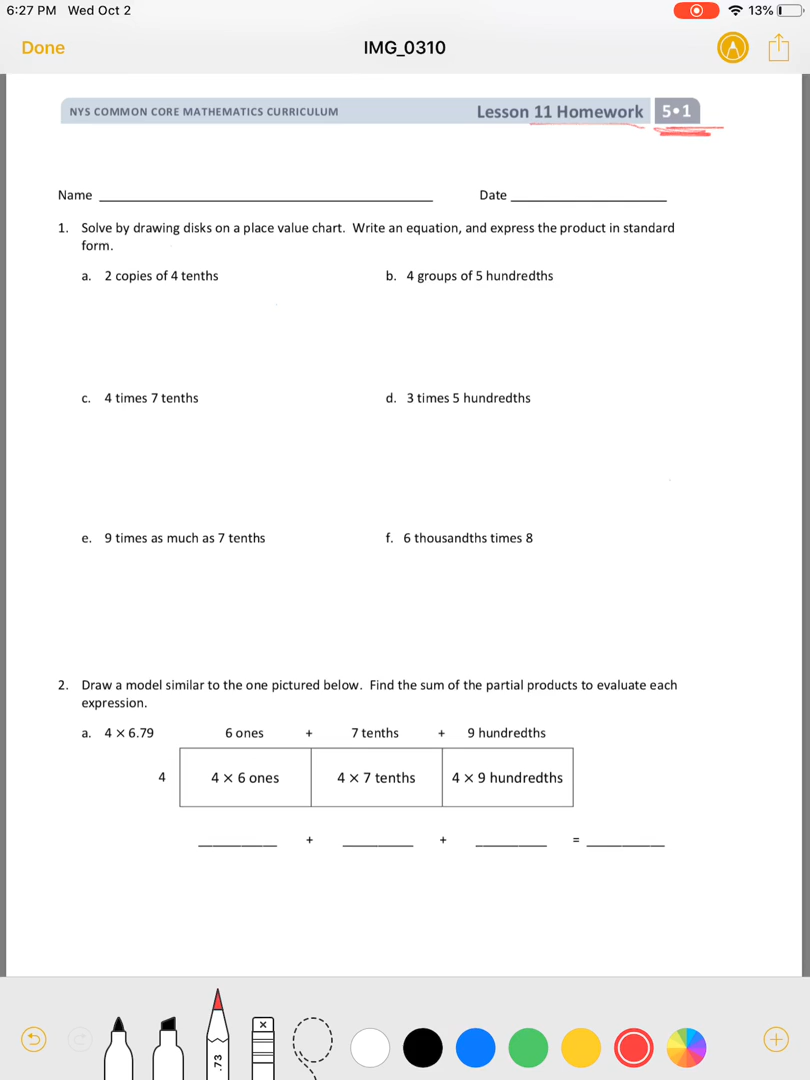 6:27 PM Wed Oct 2 13%
Done IMG_0310
NYS COMMON CORE MATHEMATICS CURRICULUM Lesson 11 Homework 5•1
Name Date
1. Solve by drawing disks on a place value chart. Write an equation, and express the product in standard
form.
a. 2 copies of 4 tenths b. 4 groups of 5 hundredths
c. 4 times 7 tenths d. 3 times 5 hundredths
e. 9 times as much as 7 tenths f. 6 thousandths times 8
2. Draw a model similar to the one pictured below. Find the sum of the partial products to evaluate each
expression.
a. 4 × 6.79 6 ones + 7 tenths + 9 hundredths
4 4 × 6 ones 4 × 7 tenths 4 × 9 hundredths
+ + =
.73